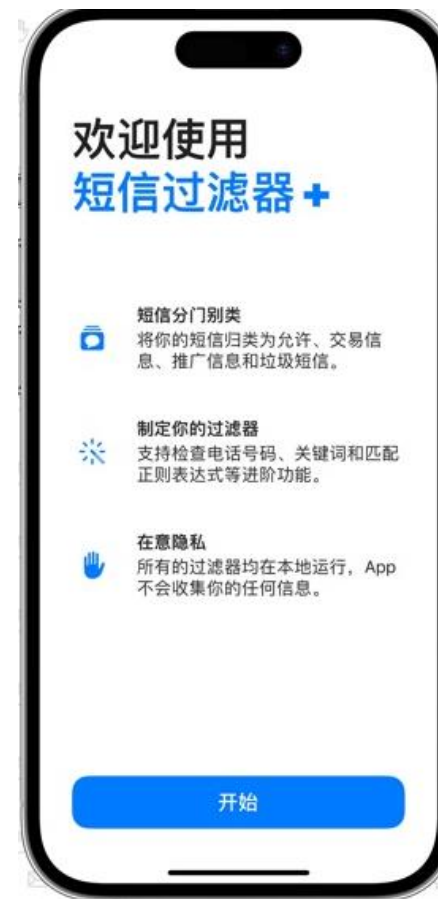 欢迎使用
短信过滤器+
短信分门别类
将你的短信归类为允许、交易信
息、推广信息和垃圾短信。
制定你的过滤器
支持检查电话号码、关键词和匹配
正则表达式等进阶功能。
在意隐私
所有的过滤器均在本地运行，App
不会收集你的任何信息。
开始